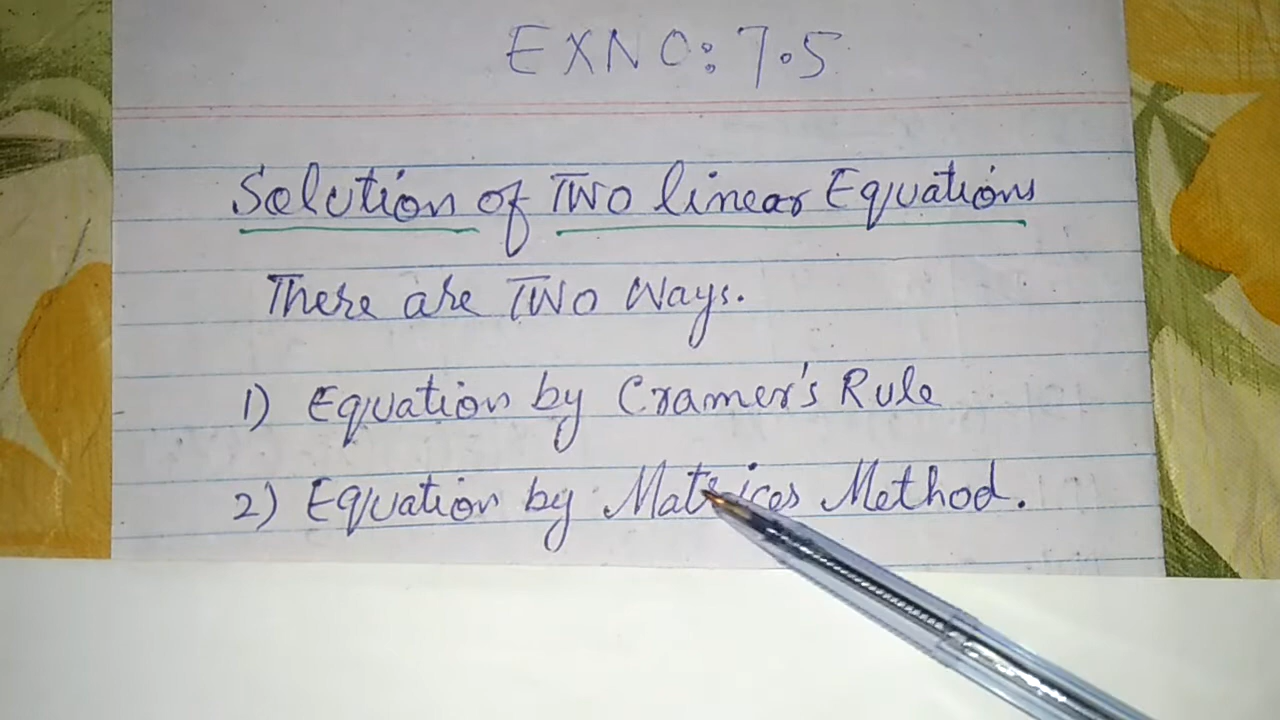 EXNO: 7.5
Solution of Two linear Equations
There are Two Ways.
1) Equation by Cramer's Rule
2) Equation by Matrices Method.